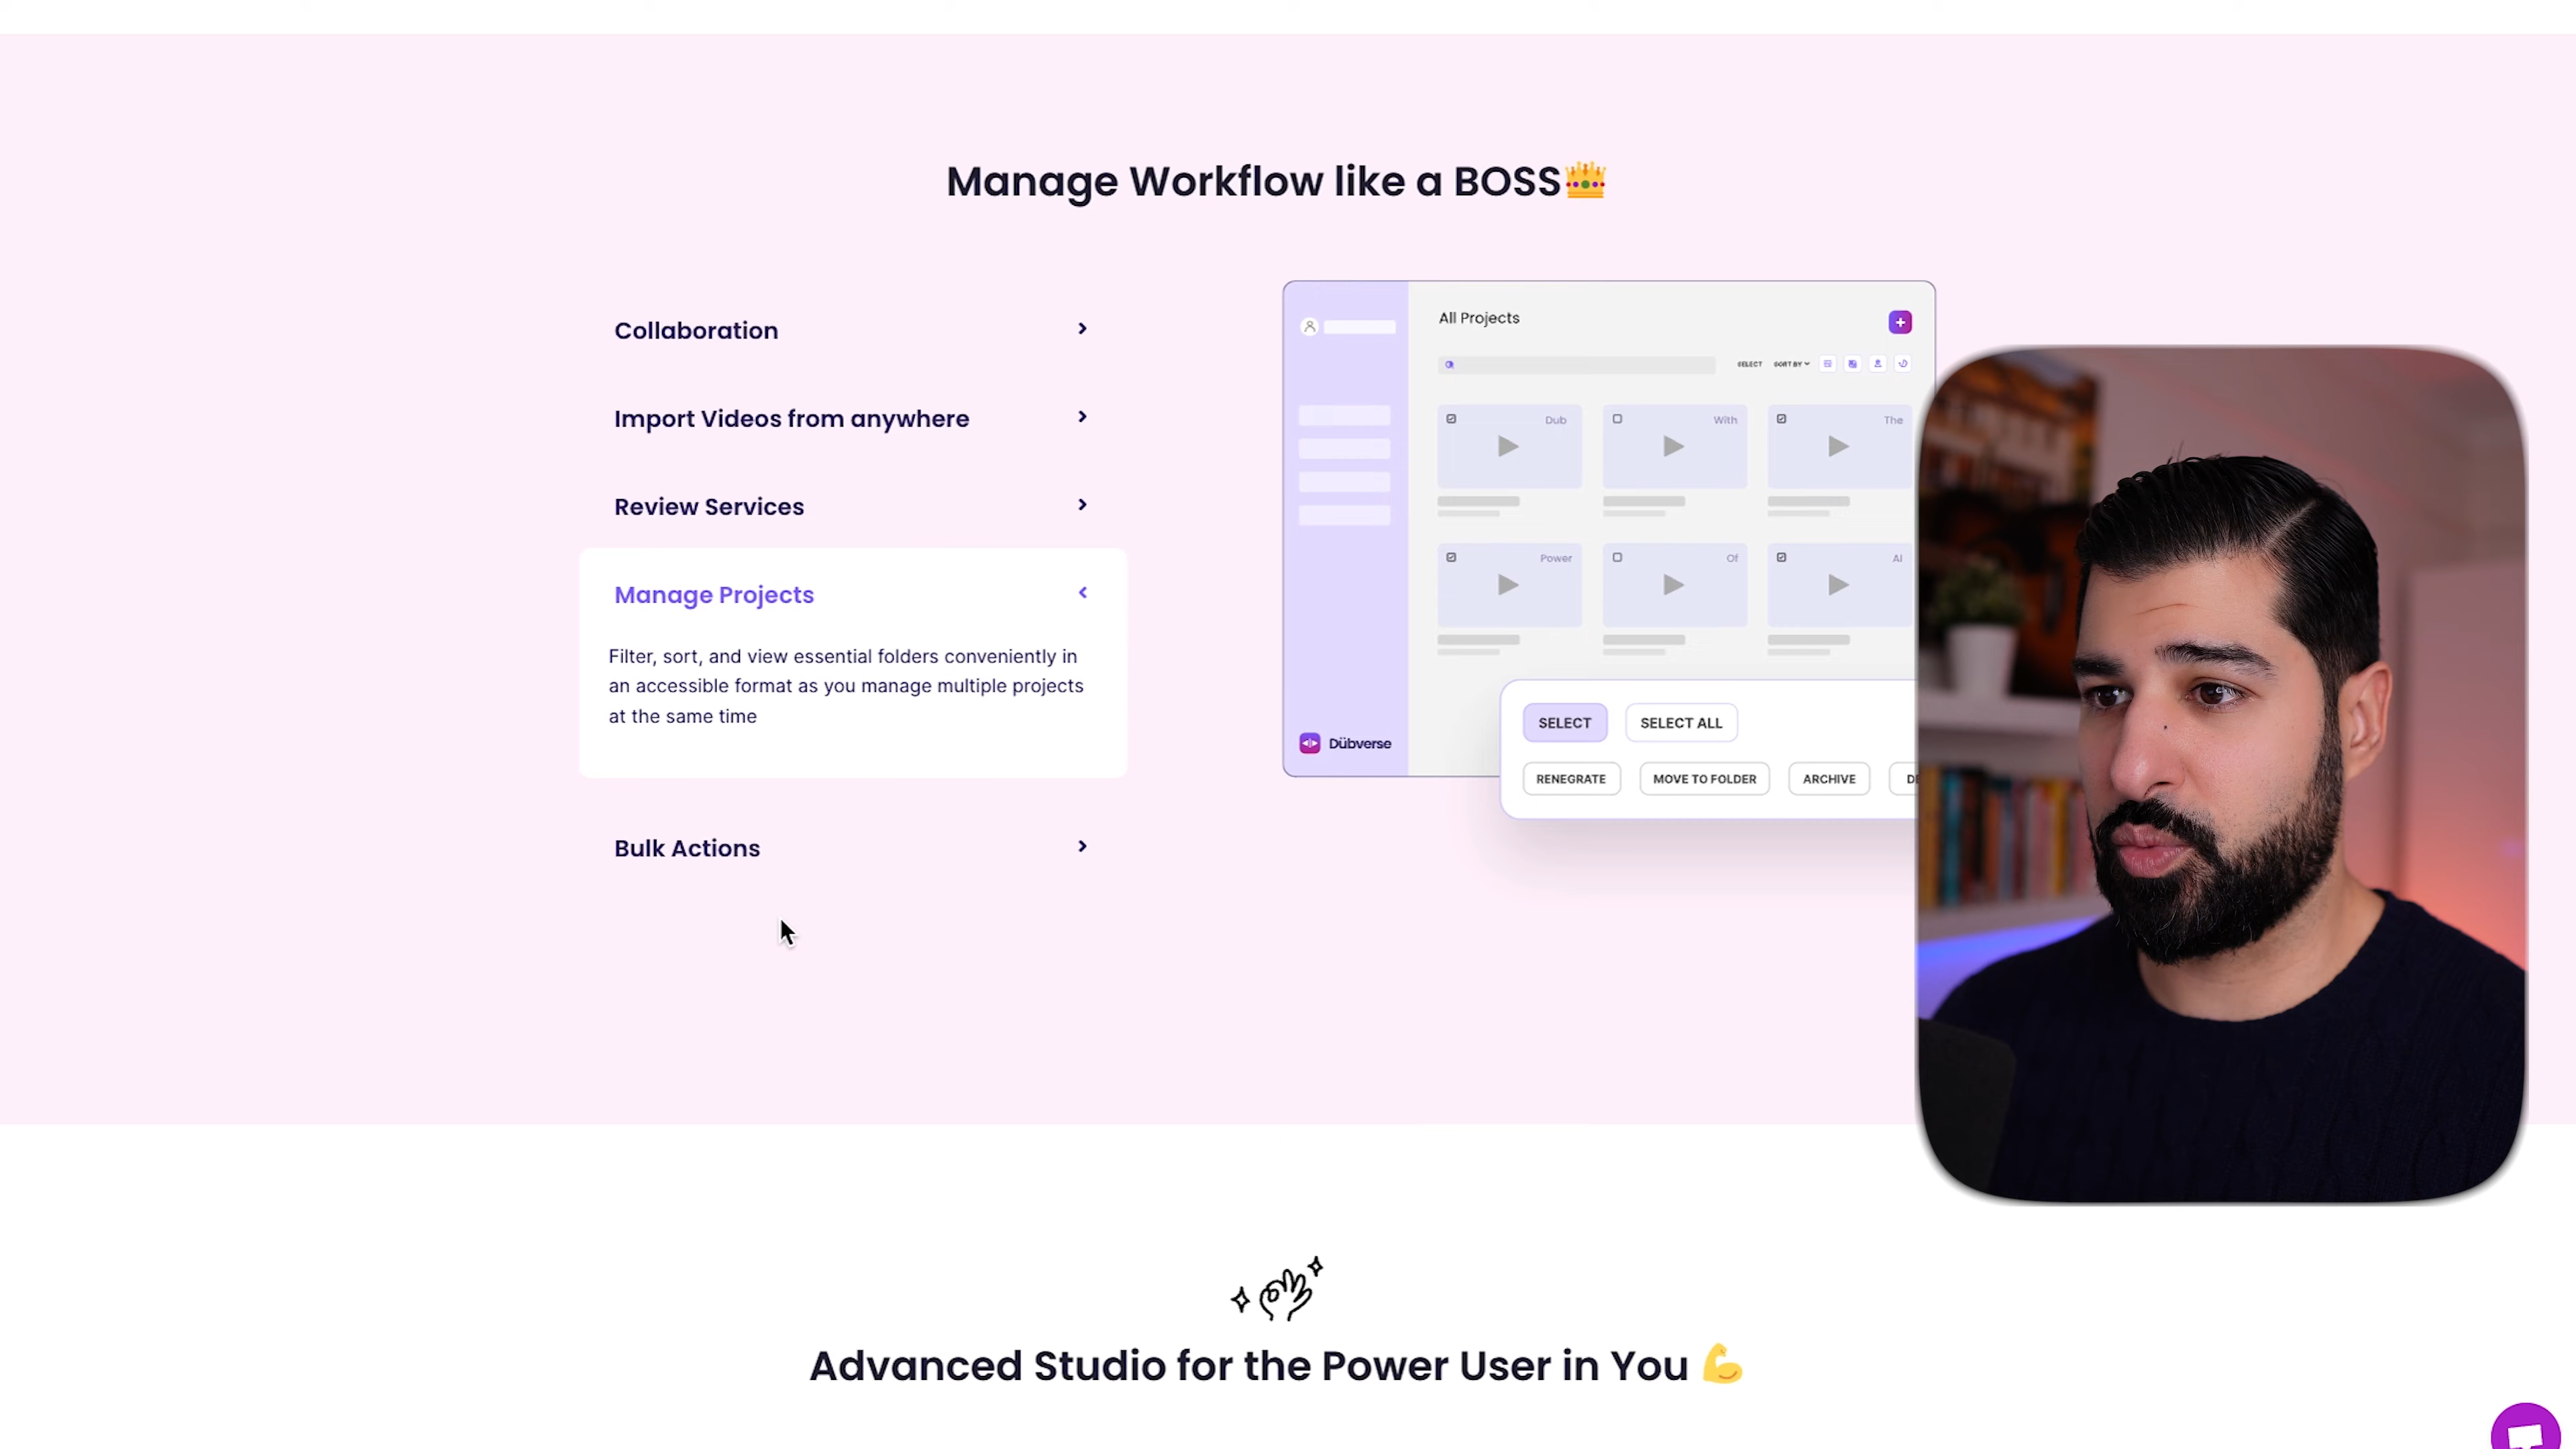 Manage Workflow like a BOSS👑
Collaboration
Import Videos from anywhere
Review Services
Manage Projects
Filter, sort, and view essential folders conveniently in
an accessible format as you manage multiple projects
at the same time
Bulk Actions
All Projects
SELECT SORT BY
Dub With The
Power Of AI
Dübverse
SELECT SELECT ALL
RENEGRATE MOVE TO FOLDER ARCHIVE
Advanced Studio for the Power User in You 💪